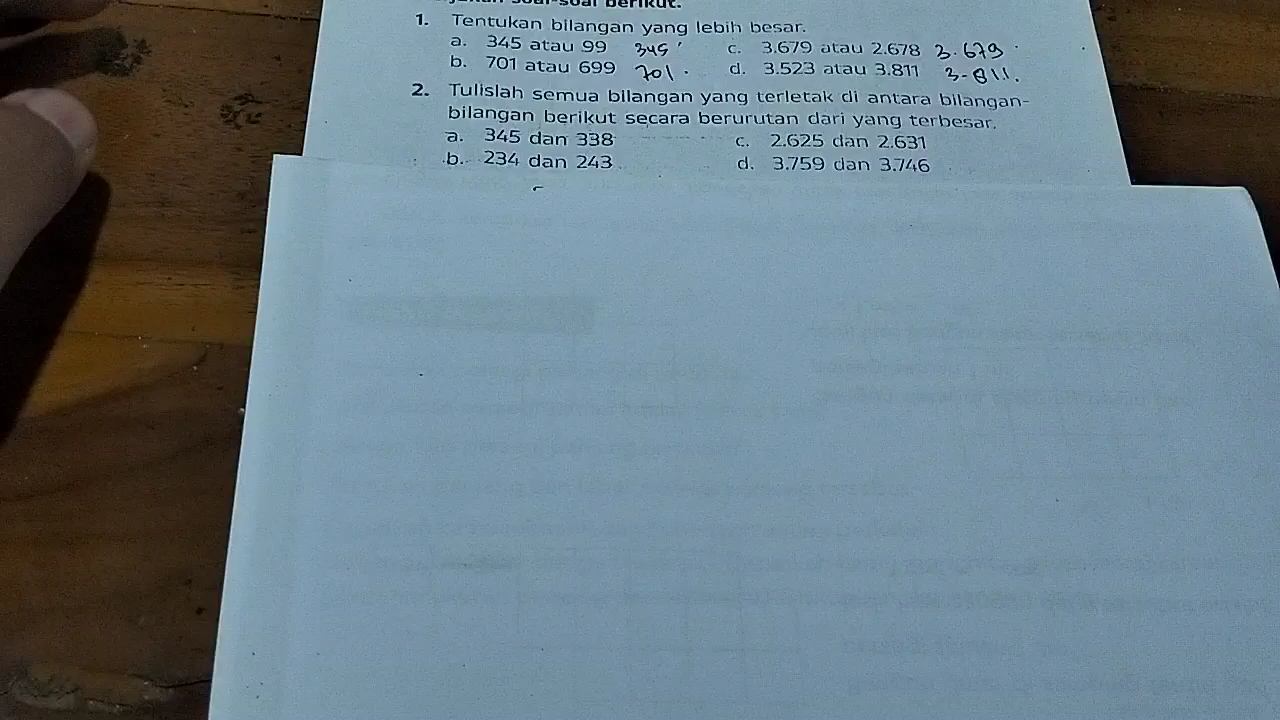 soal-soal berikut.
1. Tentukan bilangan yang lebih besar.
a. 345 atau 99 345 c. 3.679 atau 2.678 3.679
b. 701 atau 699 701. d. 3.523 atau 3.811 3.811.
2. Tulislah semua bilangan yang terletak di antara bilangan-
bilangan berikut secara berurutan dari yang terbesar.
a. 345 dan 338 c. 2.625 dan 2.631
b. 234 dan 243 d. 3.759 dan 3.746